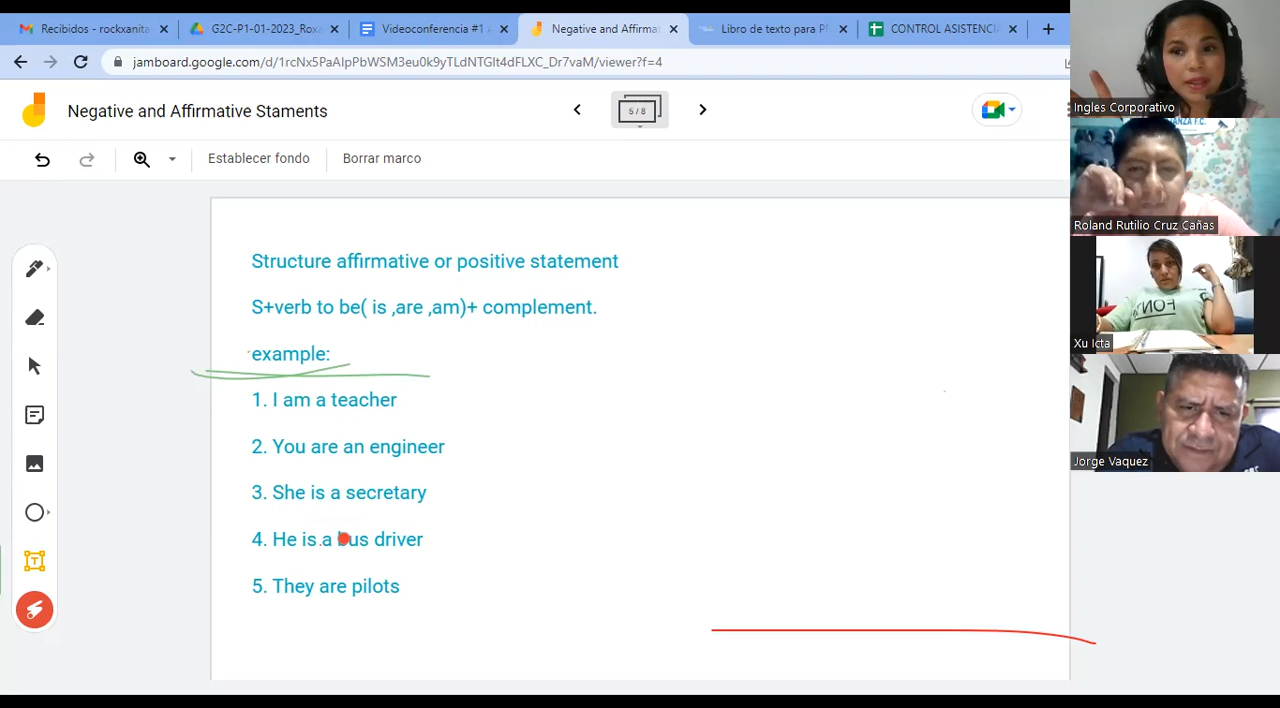 Recibidos - rockxanita
G2C-P1-01-2023_Rox
Videoconferencia #1
Negative and Affirmat
Libro de texto para
CONTROL ASISTENCI
jamboard.google.com/d/1rcNx5PaAIpPbWSM3eu0k9yTLdNTGlt4dFLXC_Dr7vaM/viewer?f=4
Negative and Affirmative Staments
5 / 8
Establecer fondo
Borrar marco
Structure affirmative or positive statement
S+verb to be( is ,are ,am)+ complement.
example:
1. I am a teacher
2. You are an engineer
3. She is a secretary
4. He is a bus driver
5. They are pilots
Ingles Corporativo
ANZA F.C.
Roland Rutilio Cruz Cañas
Xu Icta
Jorge Vaquez